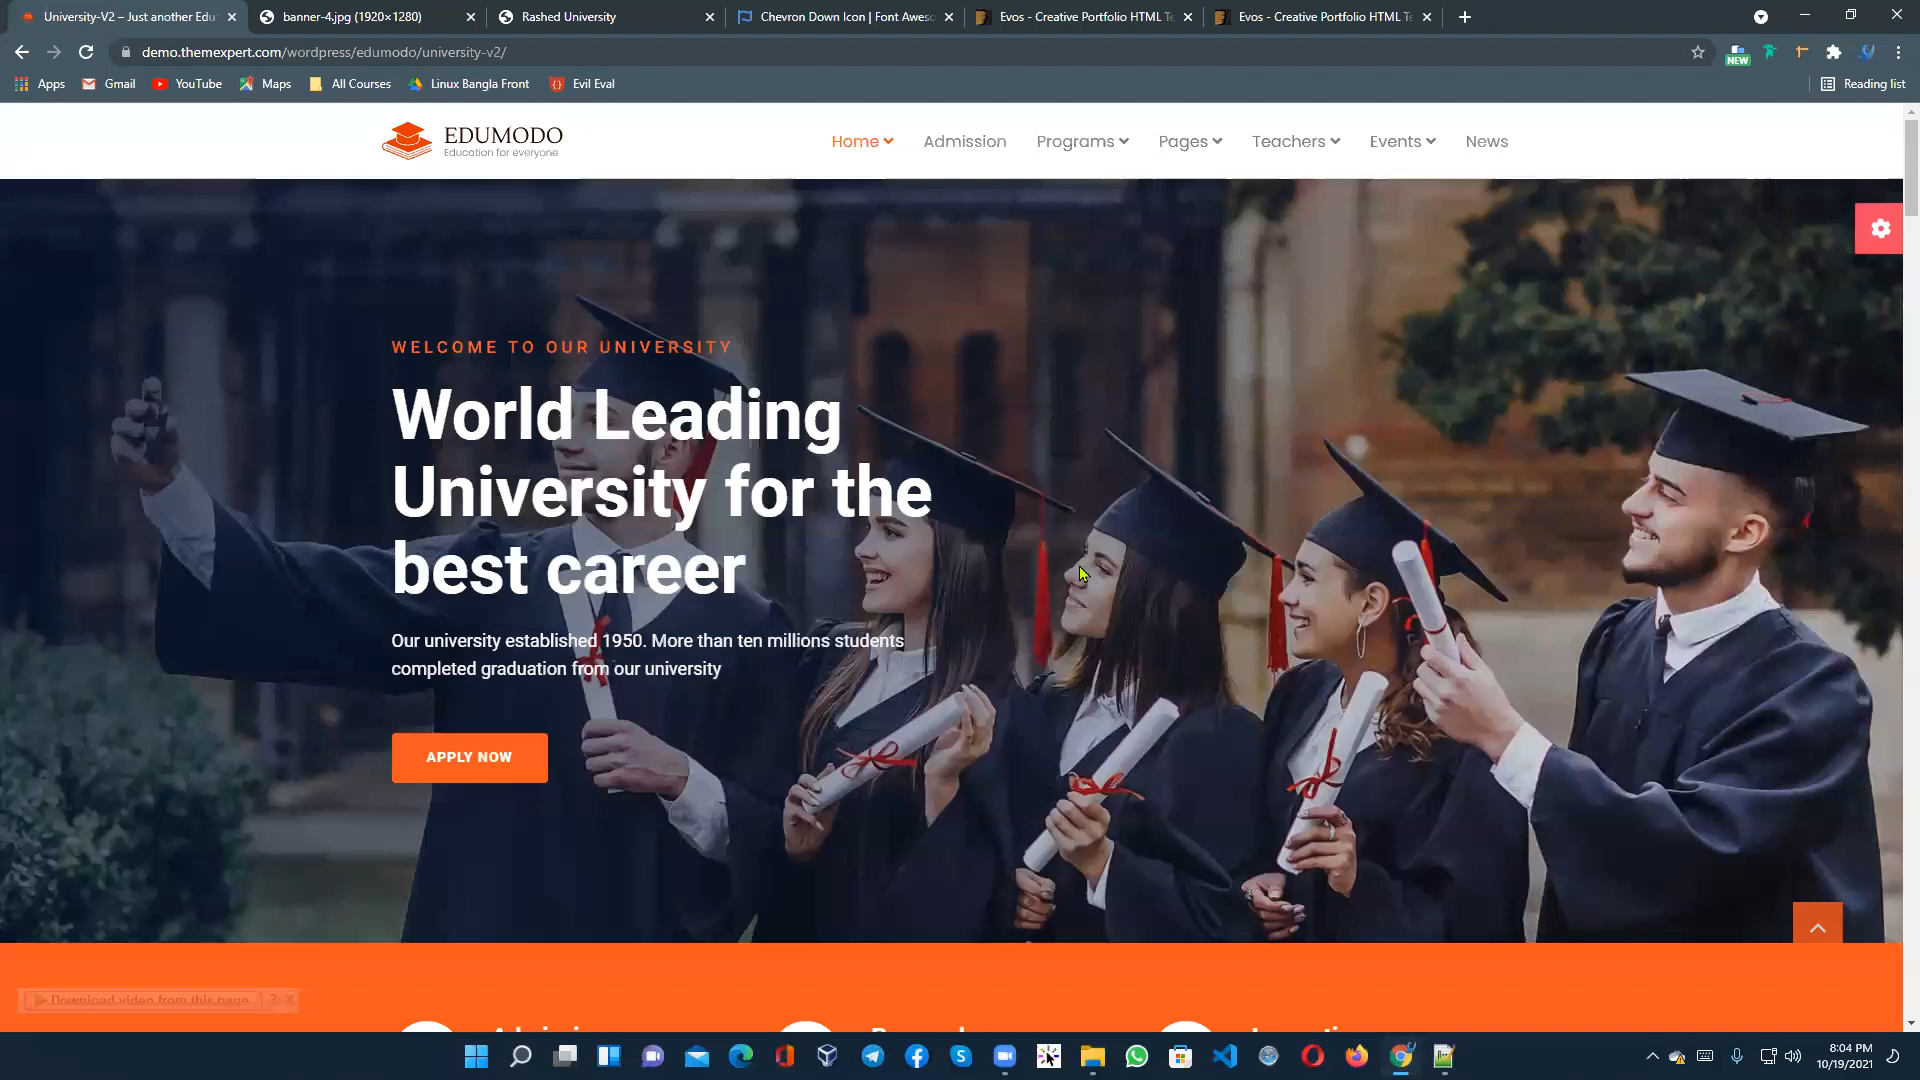 University-V2 – Just another Edu
banner-4.jpg (1920×1280)
Rashed University
Chevron Down Icon | Font Aweso
Evos - Creative Portfolio HTML Te
Evos - Creative Portfolio HTML Te
demo.themexpert.com/wordpress/edumodo/university-v2/
NEW
Apps
Gmail
YouTube
Maps
All Courses
Linux Bangla Front
Evil Eval
Reading list
EDUMODO
Education for everyone
Home
Admission
Programs
Pages
Teachers
Events
News
WELCOME TO OUR UNIVERSITY
World Leading
University for the
best career
Our university established 1950. More than ten millions students
completed graduation from our university
APPLY NOW
Download video from this page
?
8:04 PM
10/19/2021